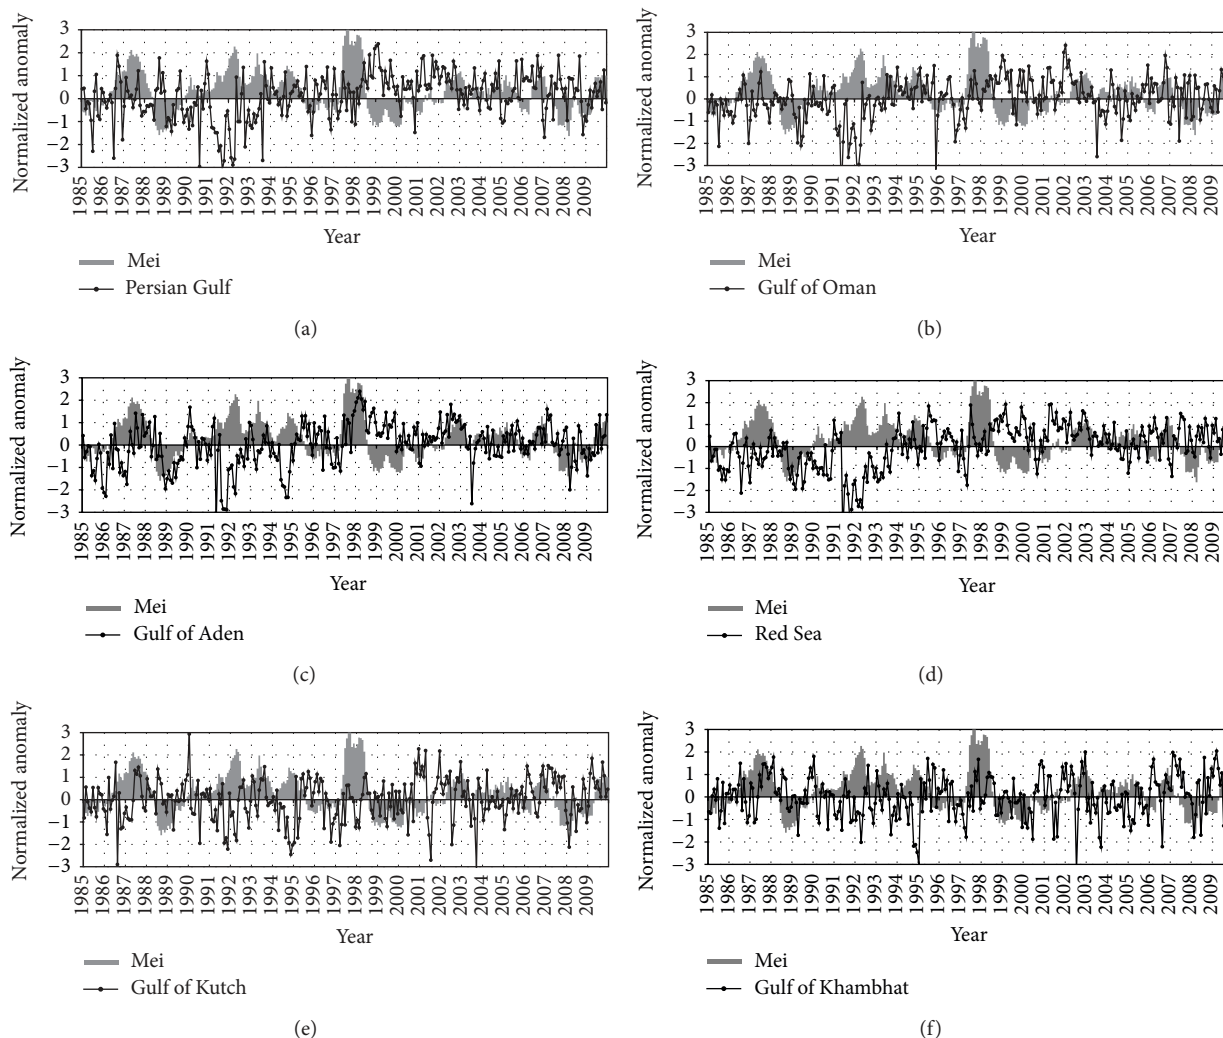 Normalized anomaly
3
2
1
0
−1
−2
−3
1985 1986 1987 1988 1989 1990 1991 1992 1993 1994 1995 1996 1997 1998 1999 2000 2001 2002 2003 2004 2005 2006 2007 2008 2009
Year
Mei
Persian Gulf
(a)
Normalized anomaly
3
2
1
0
−1
−2
−3
1985 1986 1987 1988 1989 1990 1991 1992 1993 1994 1995 1996 1997 1998 1999 2000 2001 2002 2003 2004 2005 2006 2007 2008 2009
Year
Mei
Gulf of Oman
(b)
Normalized anomaly
3
2
1
0
−1
−2
−3
1985 1986 1987 1988 1989 1990 1991 1992 1993 1994 1995 1996 1997 1998 1999 2000 2001 2002 2003 2004 2005 2006 2007 2008 2009
Year
Mei
Gulf of Aden
(c)
Normalized anomaly
3
2
1
0
−1
−2
−3
1985 1986 1987 1988 1989 1990 1991 1992 1993 1994 1995 1996 1997 1998 1999 2000 2001 2002 2003 2004 2005 2006 2007 2008 2009
Year
Mei
Red Sea
(d)
Normalized anomaly
3
2
1
0
−1
−2
−3
1985 1986 1987 1988 1989 1990 1991 1992 1993 1994 1995 1996 1997 1998 1999 2000 2001 2002 2003 2004 2005 2006 2007 2008 2009
Year
Mei
Gulf of Kutch
(e)
Normalized anomaly
3
2
1
0
−1
−2
−3
1985 1986 1987 1988 1989 1990 1991 1992 1993 1994 1995 1996 1997 1998 1999 2000 2001 2002 2003 2004 2005 2006 2007 2008 2009
Year
Mei
Gulf of Khambhat
(f)